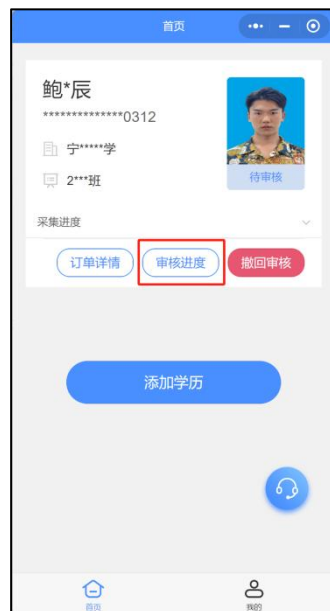 首页
鲍*辰
**************0312
宁*****学
2***班
待审核
采集进度
订单详情
审核进度
撤回审核
添加学历
首页
我的